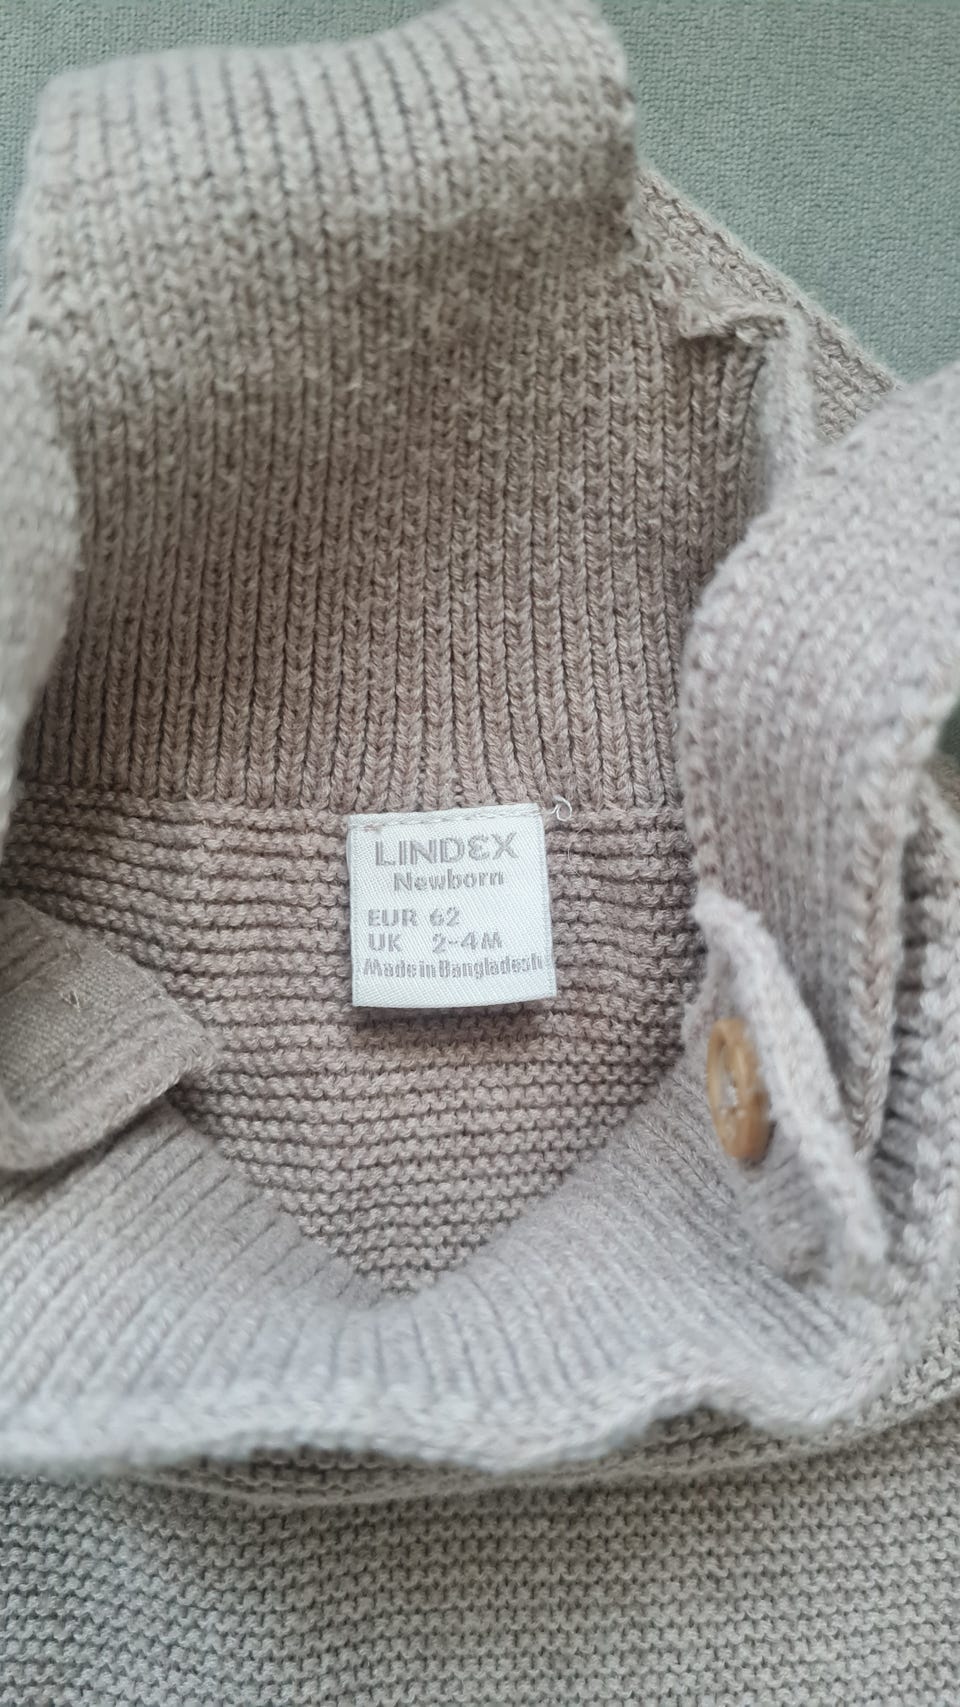 LINDEX
Newborn
EUR 62
UK 2-4M
Made in Bangladesh